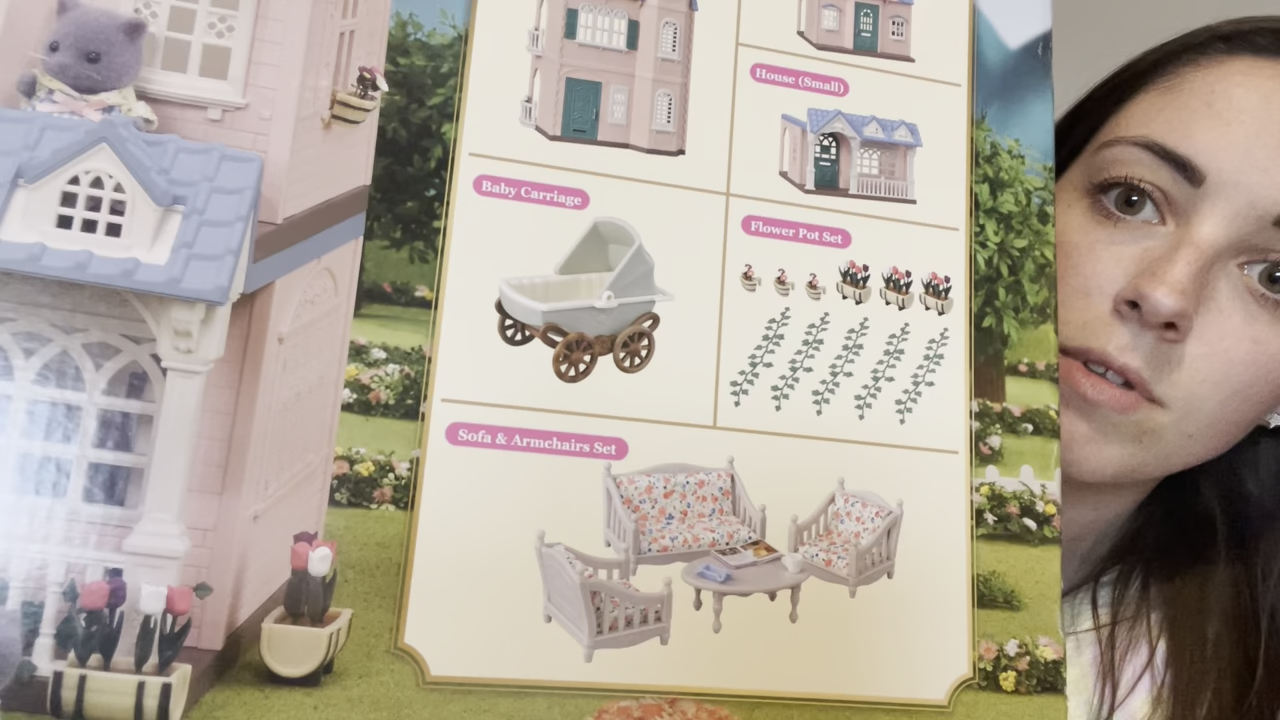 House (Small)
Baby Carriage
Flower Pot Set
Sofa & Armchairs Set